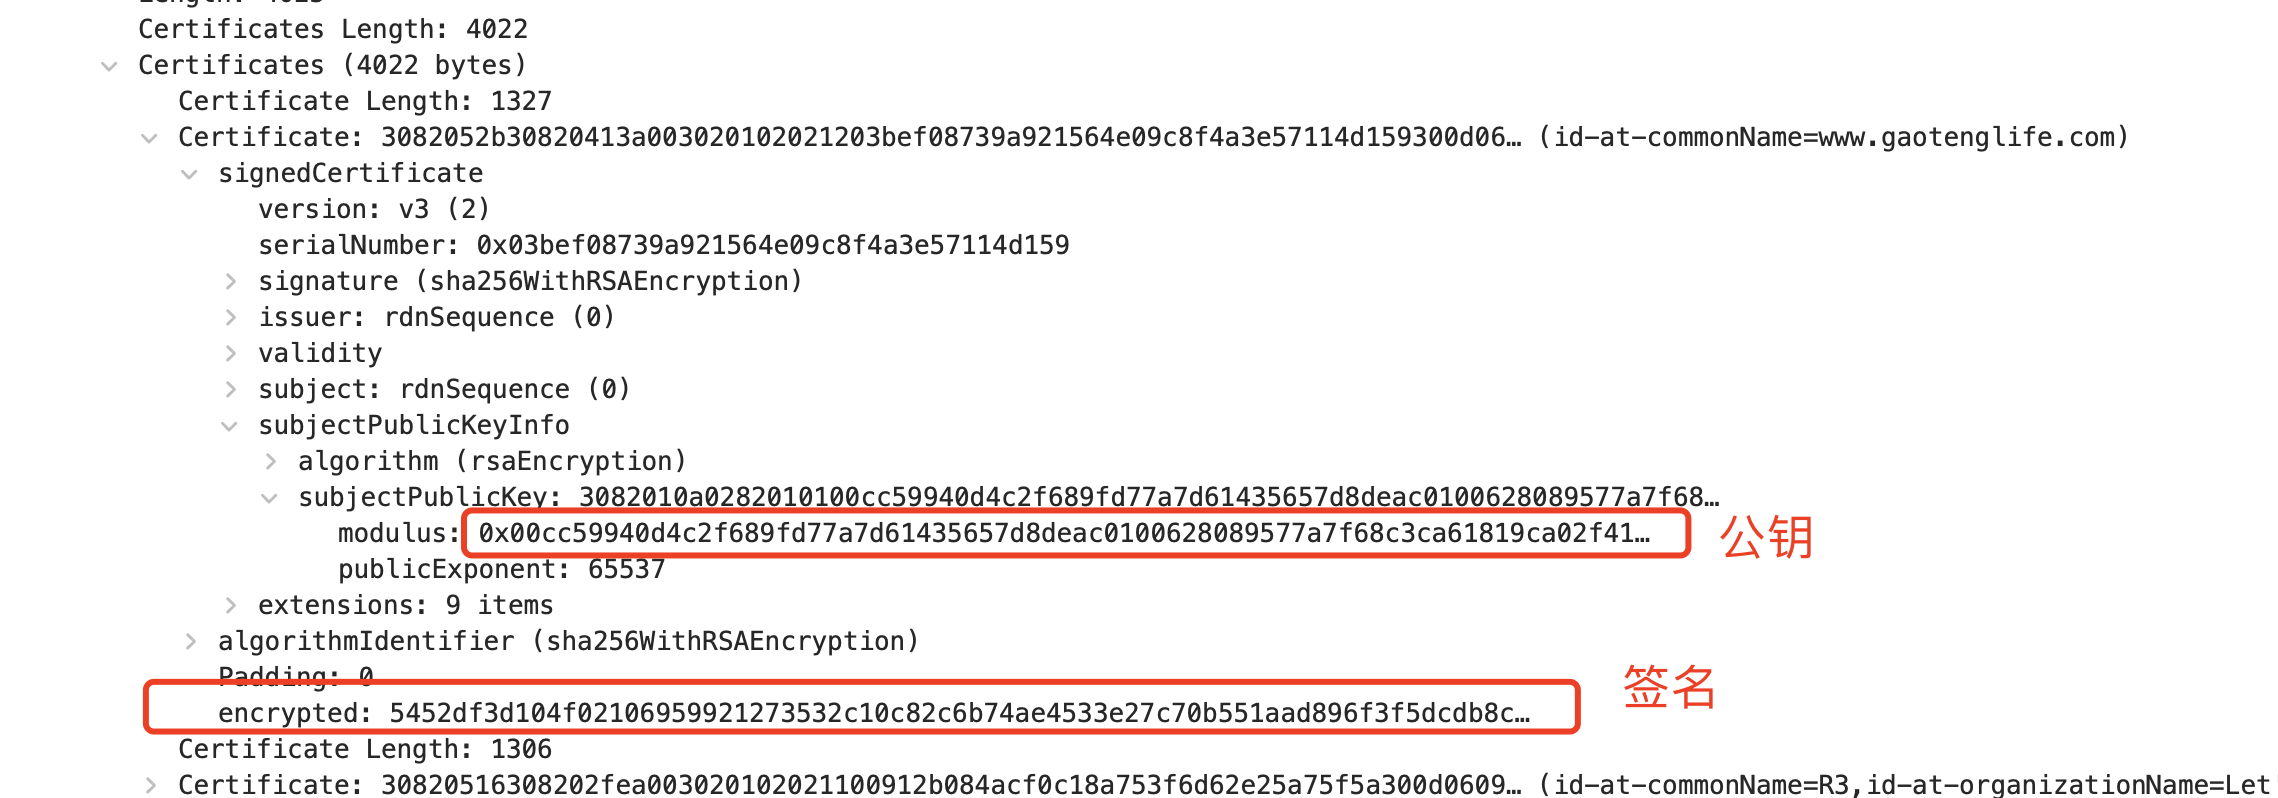 Length: 4025
Certificates Length: 4022
Certificates (4022 bytes)
Certificate Length: 1327
Certificate: 3082052b30820413a003020102021203bef08739a921564e09c8f4a3e57114d159300d06… (id-at-commonName=www.gaotenglife.com)
signedCertificate
version: v3 (2)
serialNumber: 0x03bef08739a921564e09c8f4a3e57114d159
signature (sha256WithRSAEncryption)
issuer: rdnSequence (0)
validity
subject: rdnSequence (0)
subjectPublicKeyInfo
algorithm (rsaEncryption)
subjectPublicKey: 3082010a0282010100cc59940d4c2f689fd77a7d61435657d8deac0100628089577a7f68…
modulus: 0x00cc59940d4c2f689fd77a7d61435657d8deac0100628089577a7f68c3ca61819ca02f41… 公钥
publicExponent: 65537
extensions: 9 items
algorithmIdentifier (sha256WithRSAEncryption)
Padding: 0
签名
encrypted: 5452df3d104f02106959921273532c10c82c6b74ae4533e27c70b551aad896f3f5dcdb8c…
Certificate Length: 1306
Certificate: 30820516308202fea003020102021100912b084acf0c18a753f6d62e25a75f5a300d0609… (id-at-commonName=R3,id-at-organizationName=Let'